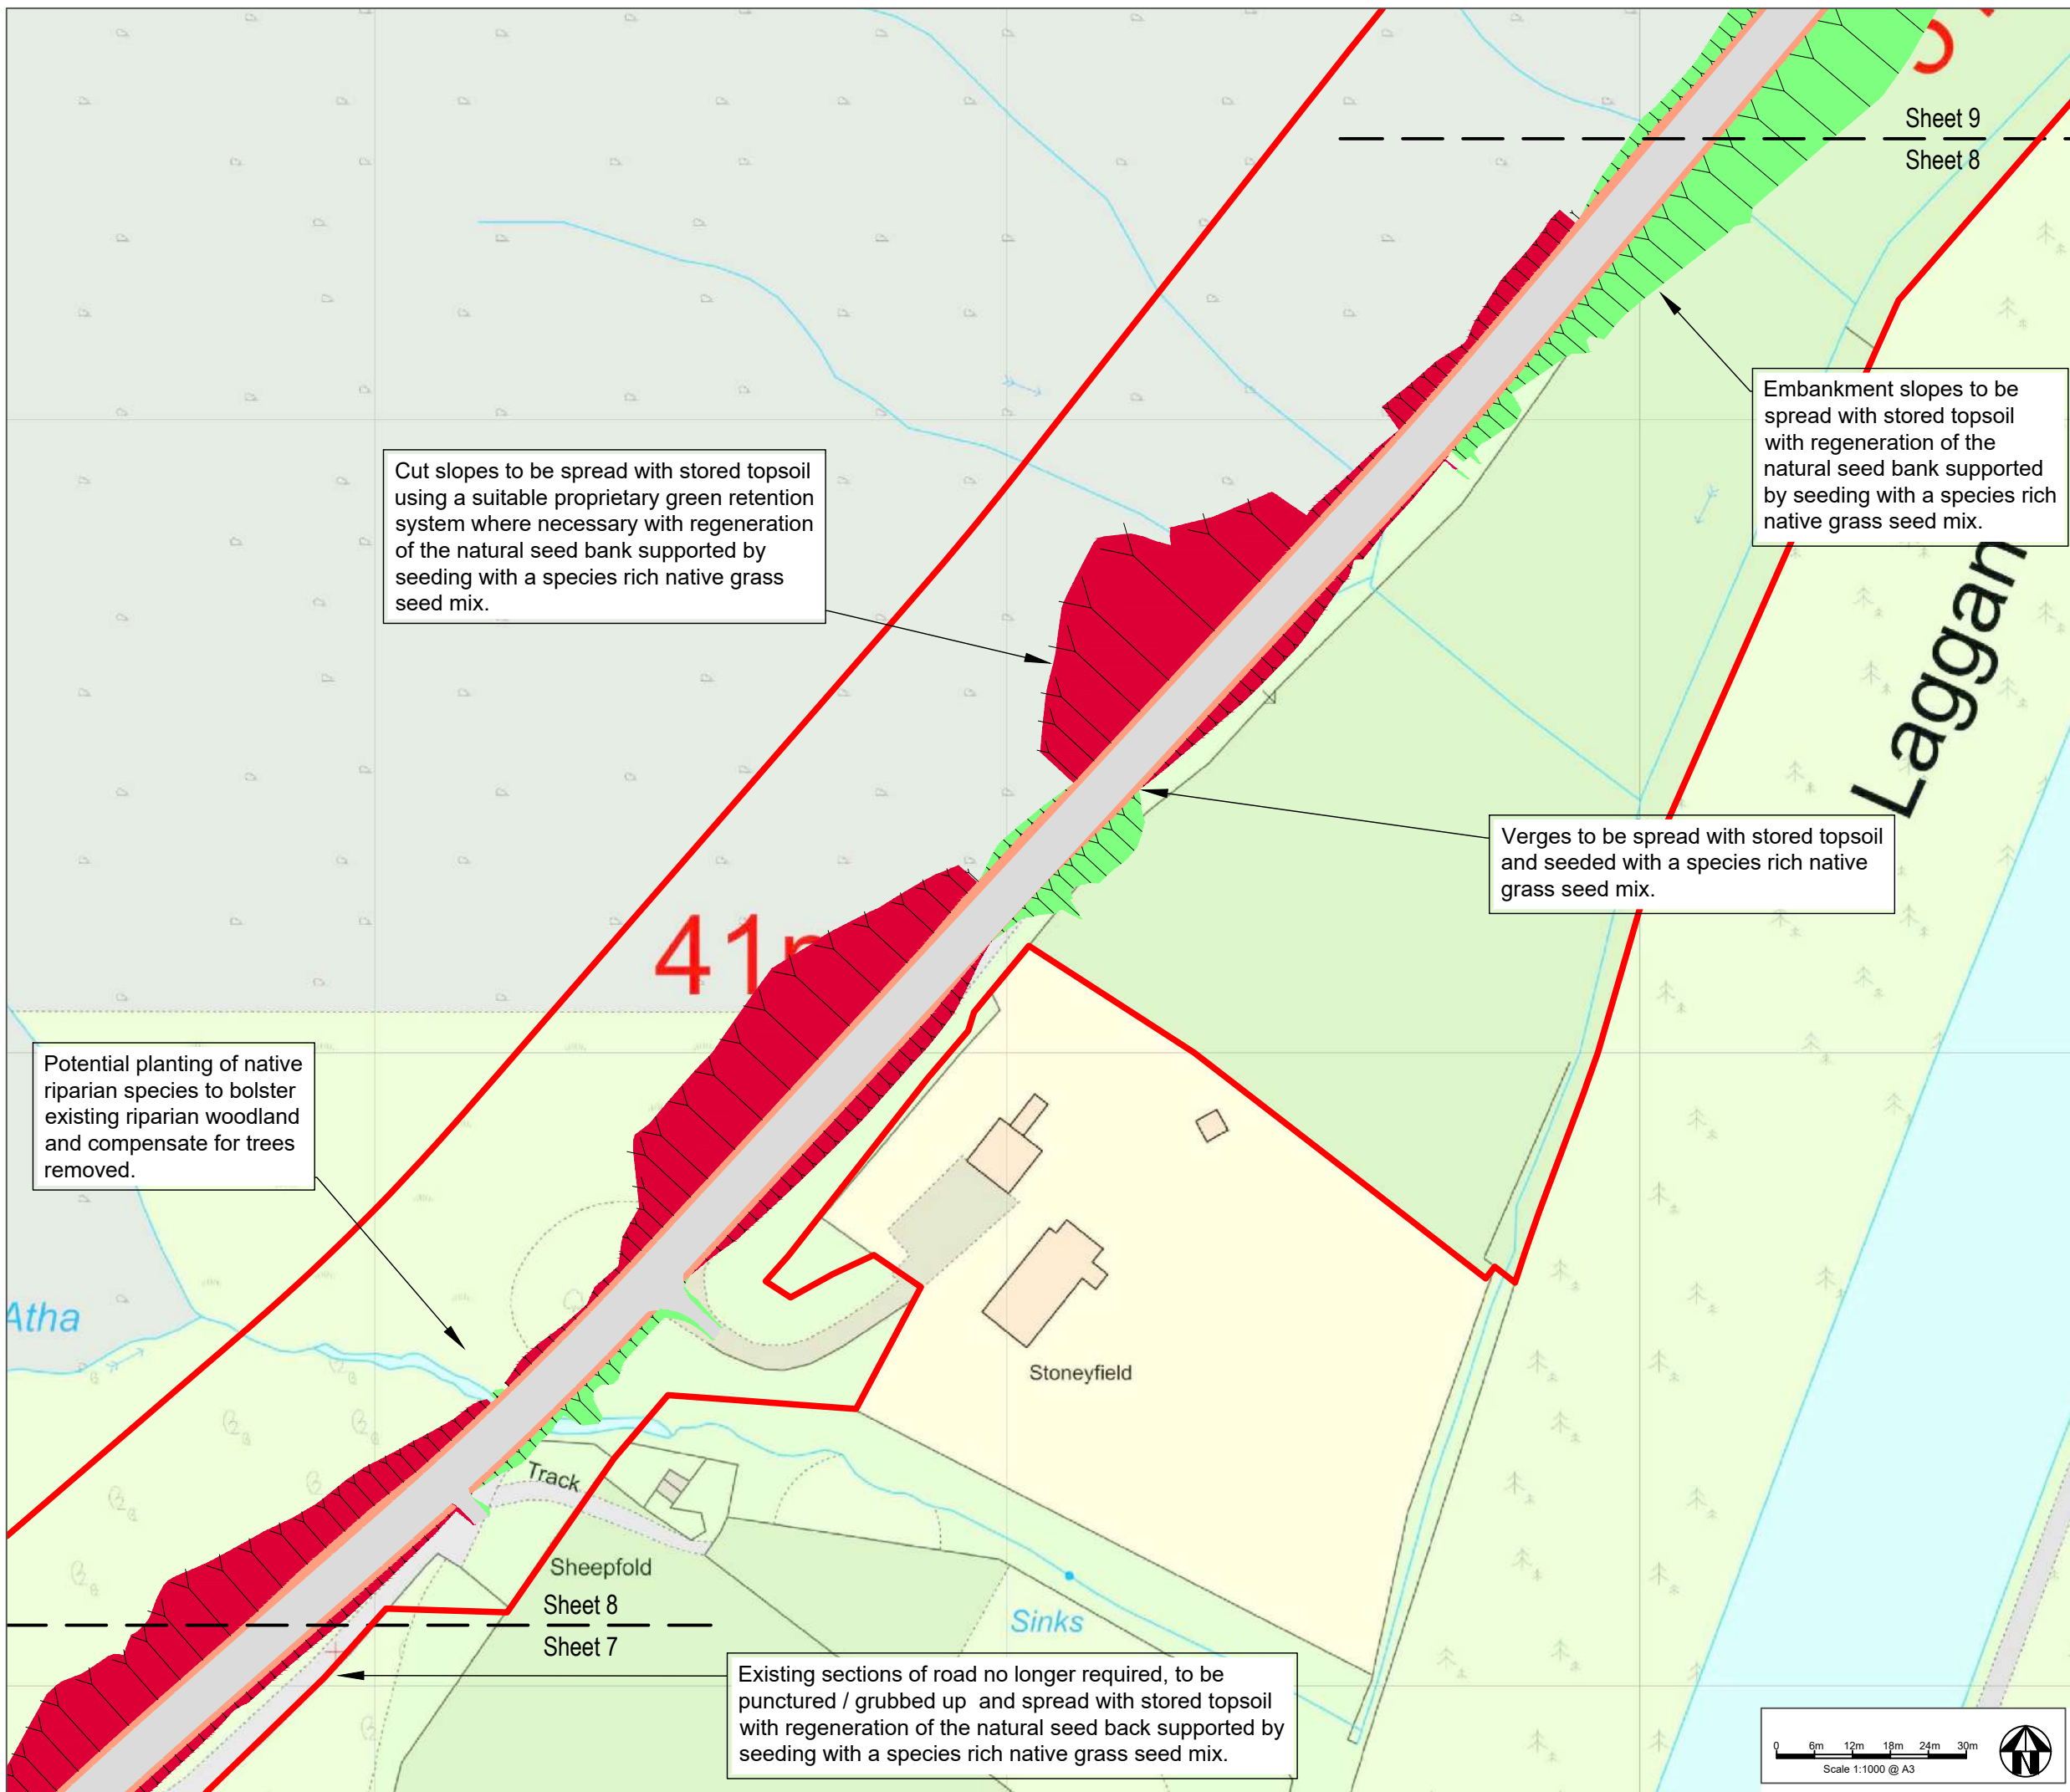 Sheet 9
Sheet 8
Embankment slopes to be
spread with stored topsoil
with regeneration of the
natural seed bank supported
by seeding with a species rich
native grass seed mix.
Cut slopes to be spread with stored topsoil
using a suitable proprietary green retention
system where necessary with regeneration
of the natural seed bank supported by
seeding with a species rich native grass
seed mix.
Laggan
Verges to be spread with stored topsoil
and seeded with a species rich native
grass seed mix.
41m
Potential planting of native
riparian species to bolster
existing riparian woodland
and compensate for trees
removed.
Atha
Stoneyfield
Track
Sheepfold
Sheet 8
Sheet 7
Sinks
Existing sections of road no longer required, to be
punctured / grubbed up and spread with stored topsoil
with regeneration of the natural seed back supported by
seeding with a species rich native grass seed mix.
0 6m 12m 18m 24m 30m
Scale 1:1000 @ A3
N